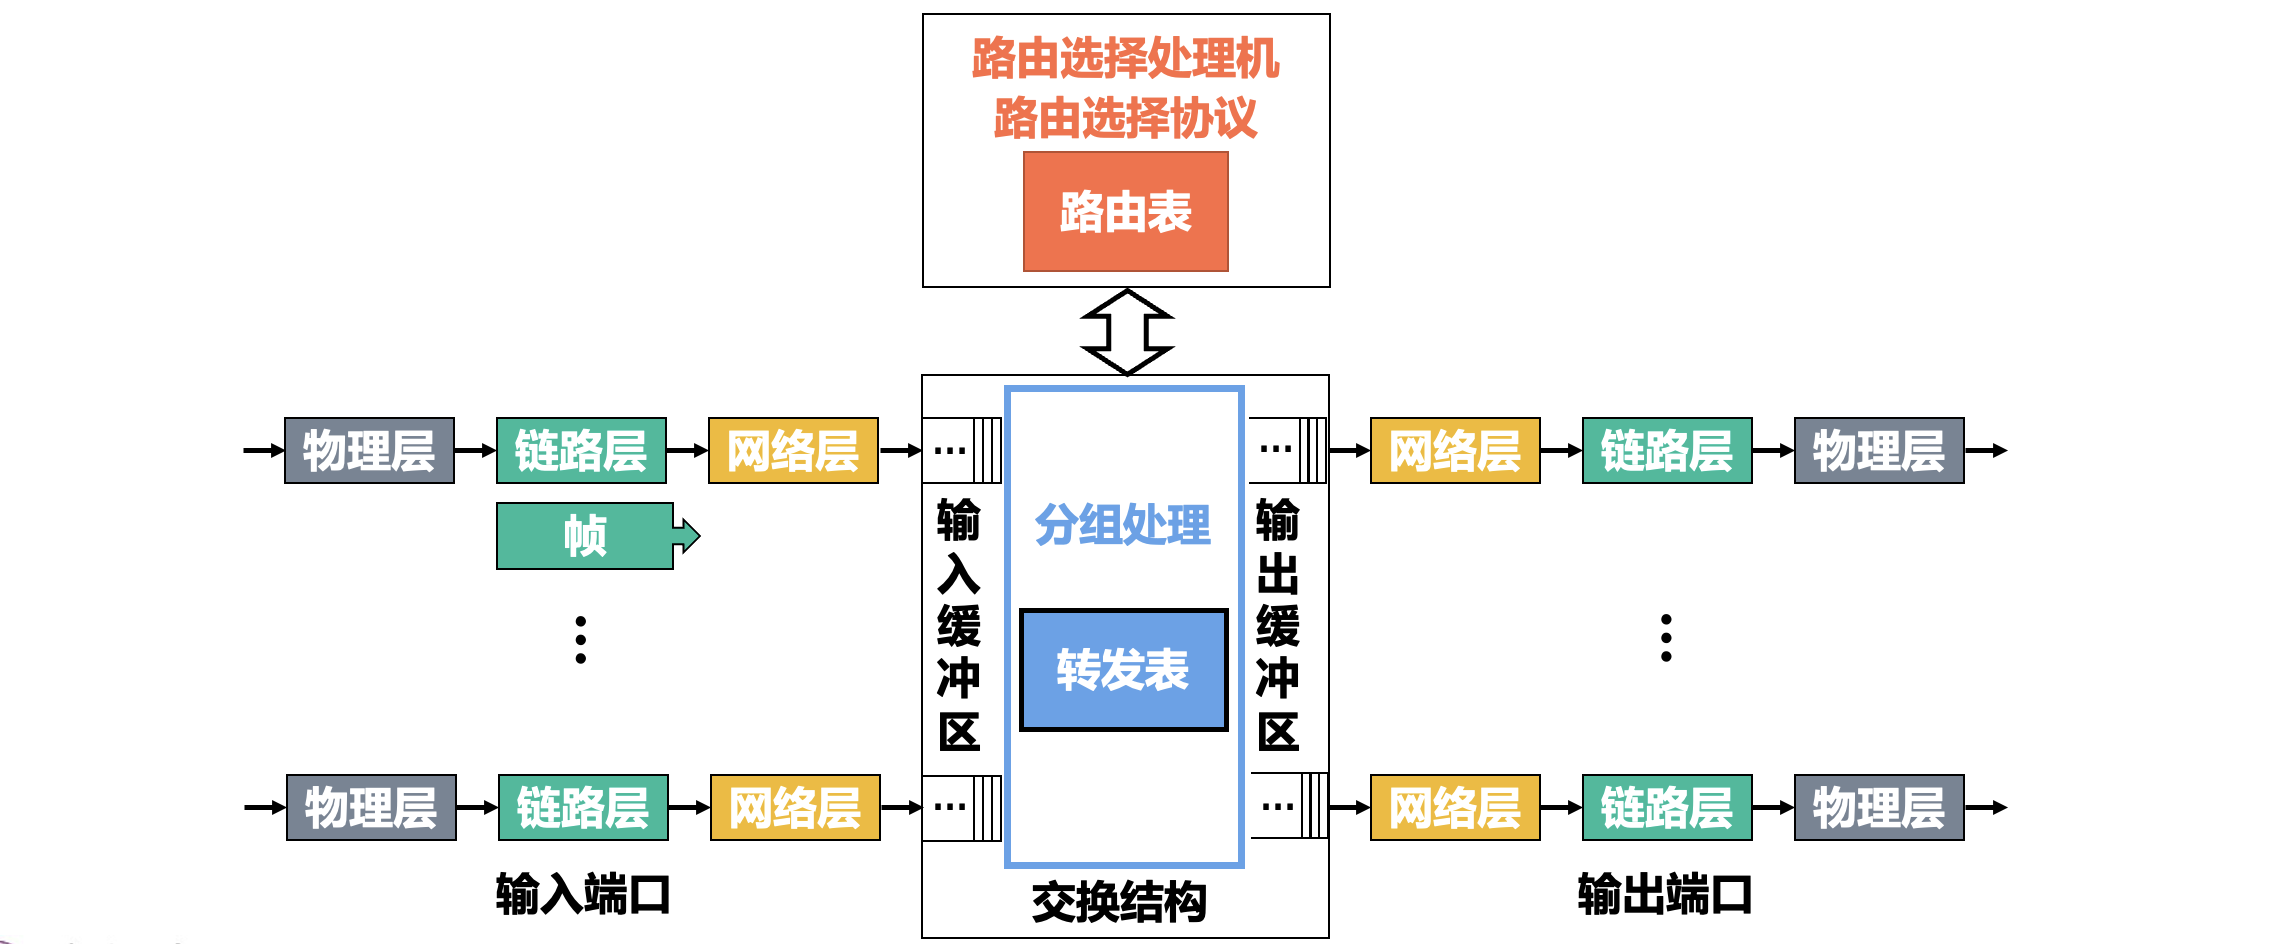 路由选择处理机
路由选择协议
路由表
物理层
链路层
网络层
…
…
网络层
链路层
物理层
帧
输入缓冲区
分组处理
转发表
输出缓冲区
物理层
链路层
网络层
…
…
网络层
链路层
物理层
输入端口
交换结构
输出端口